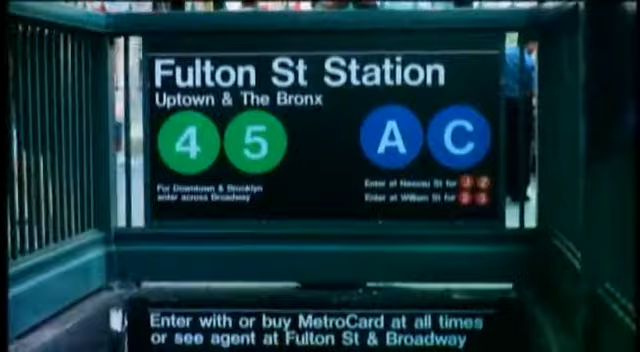 Fulton St Station
Uptown & The Bronx
4 5 A C
For Downtown & Brooklyn
enter across Broadway
Enter at Nassau St for
Enter at William St for
Enter with or buy MetroCard at all times
or see agent at Fulton St & Broadway